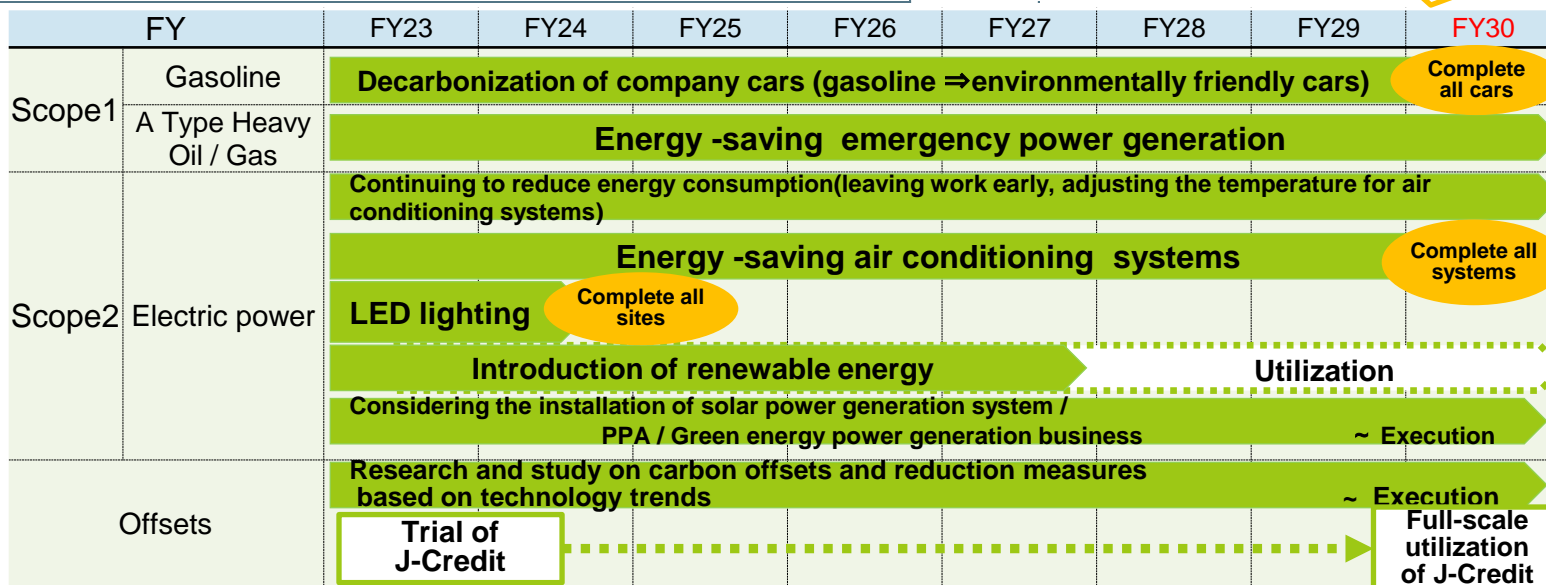 FY FY23 FY24 FY25 FY26 FY27 FY28 FY29 FY30
Scope1
Gasoline
Decarbonization of company cars (gasoline ⇒environmentally friendly cars)
Complete
all cars
A Type Heavy
Oil / Gas
Energy -saving emergency power generation
Scope2
Electric power
Continuing to reduce energy consumption(leaving work early, adjusting the temperature for air
conditioning systems)
Energy -saving air conditioning systems
Complete all
systems
LED lighting
Complete all
sites
Introduction of renewable energy
Utilization
Considering the installation of solar power generation system /
PPA / Green energy power generation business
~ Execution
Offsets
Research and study on carbon offsets and reduction measures
based on technology trends
~ Execution
Trial of
J-Credit
Full-scale
utilization
of J-Credit